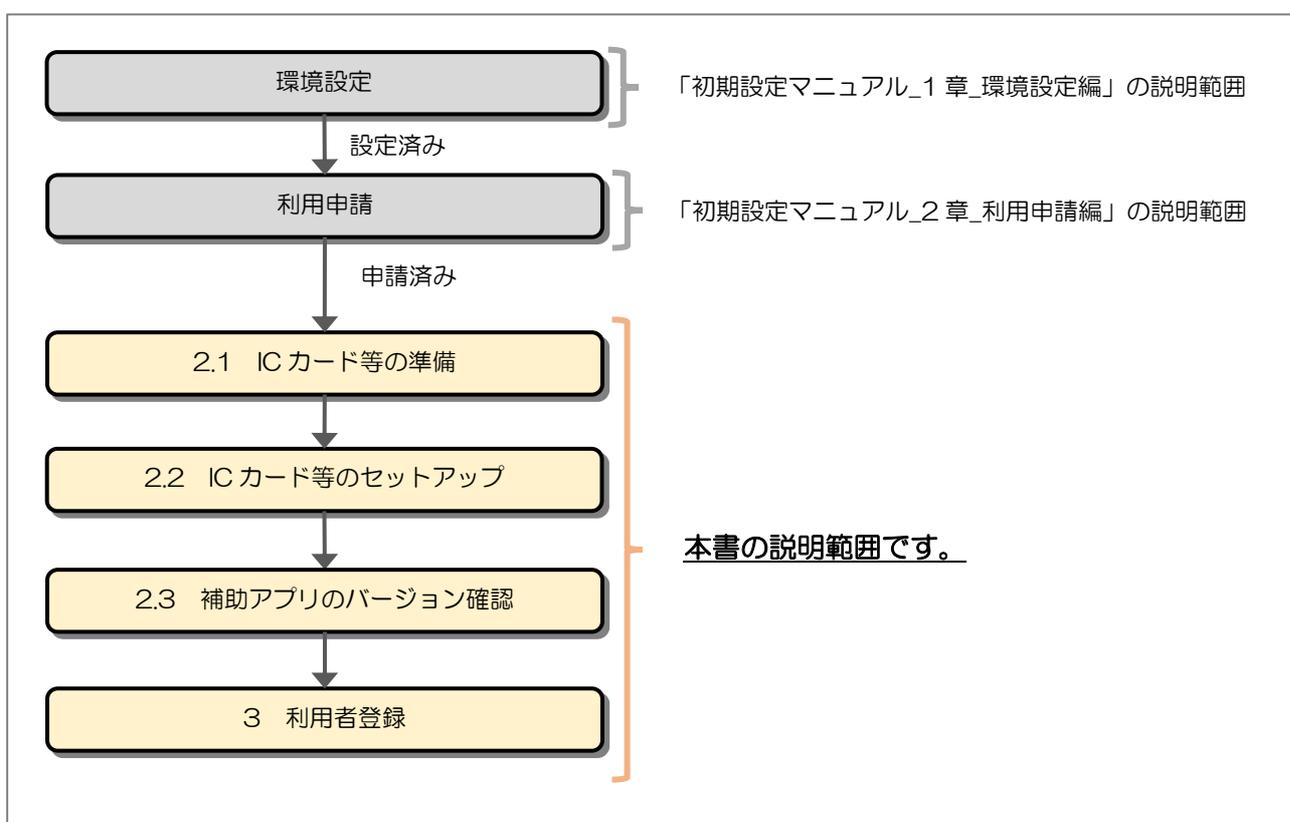 環境設定
「初期設定マニュアル_1 章_環境設定編」の説明範囲
設定済み
利用申請
「初期設定マニュアル_2 章_利用申請編」の説明範囲
申請済み
2.1 IC カード等の準備
2.2 IC カード等のセットアップ
本書の説明範囲です。
2.3 補助アプリのバージョン確認
3 利用者登録